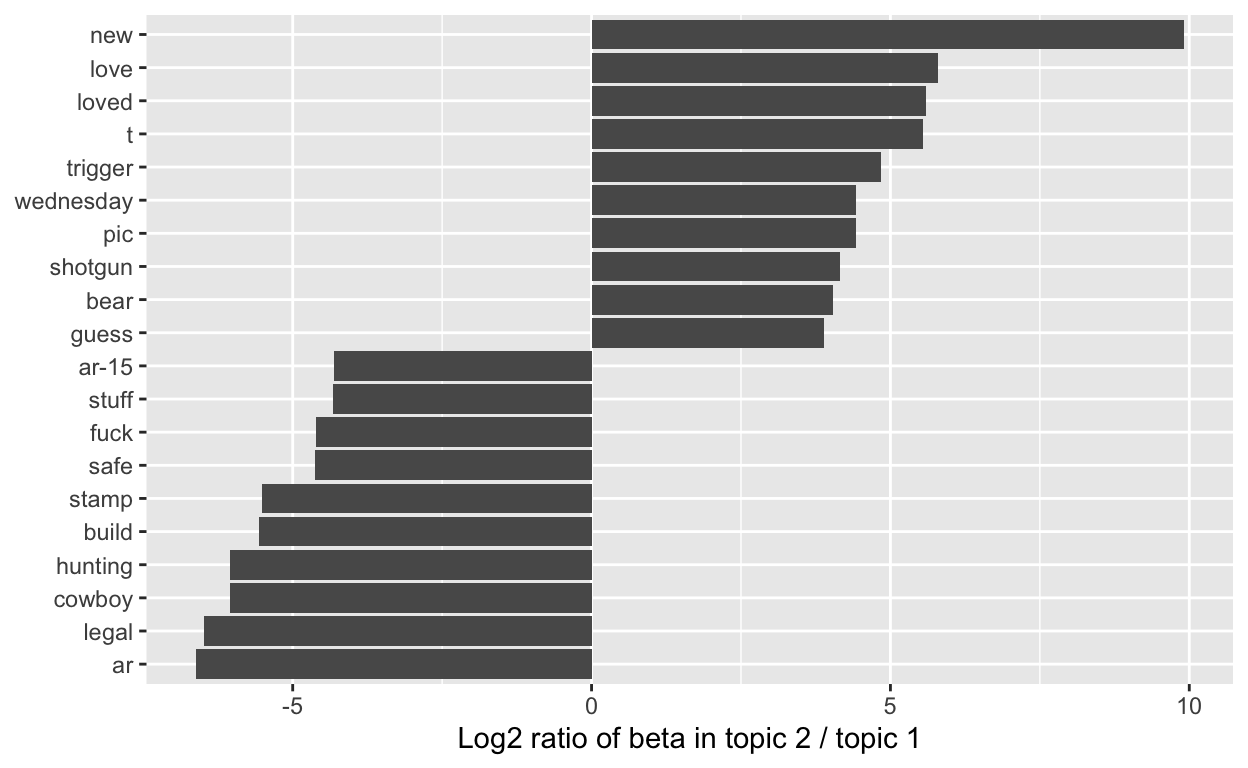 new
love
loved
t
trigger
wednesday
pic
shotgun
bear
guess
ar-15
stuff
fuck
safe
stamp
build
hunting
cowboy
legal
ar
-5 0 5 10
Log2 ratio of beta in topic 2 / topic 1